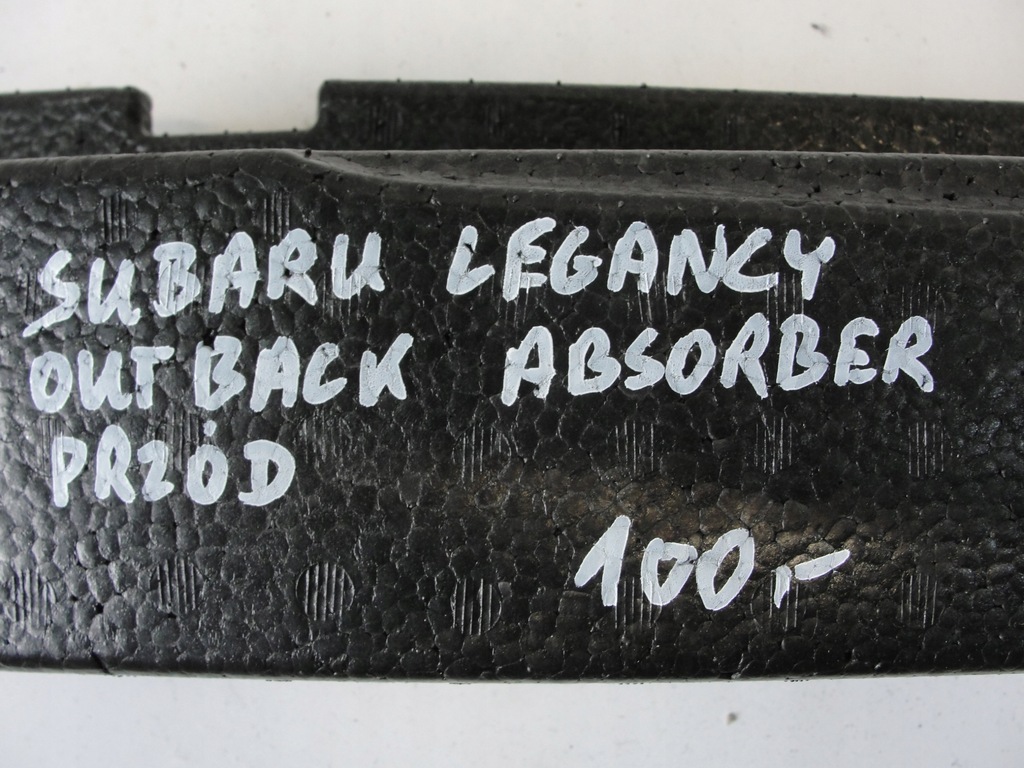 SUBARU LEGANCY
OUTBACK ABSORBER
PRZÓD
100,-